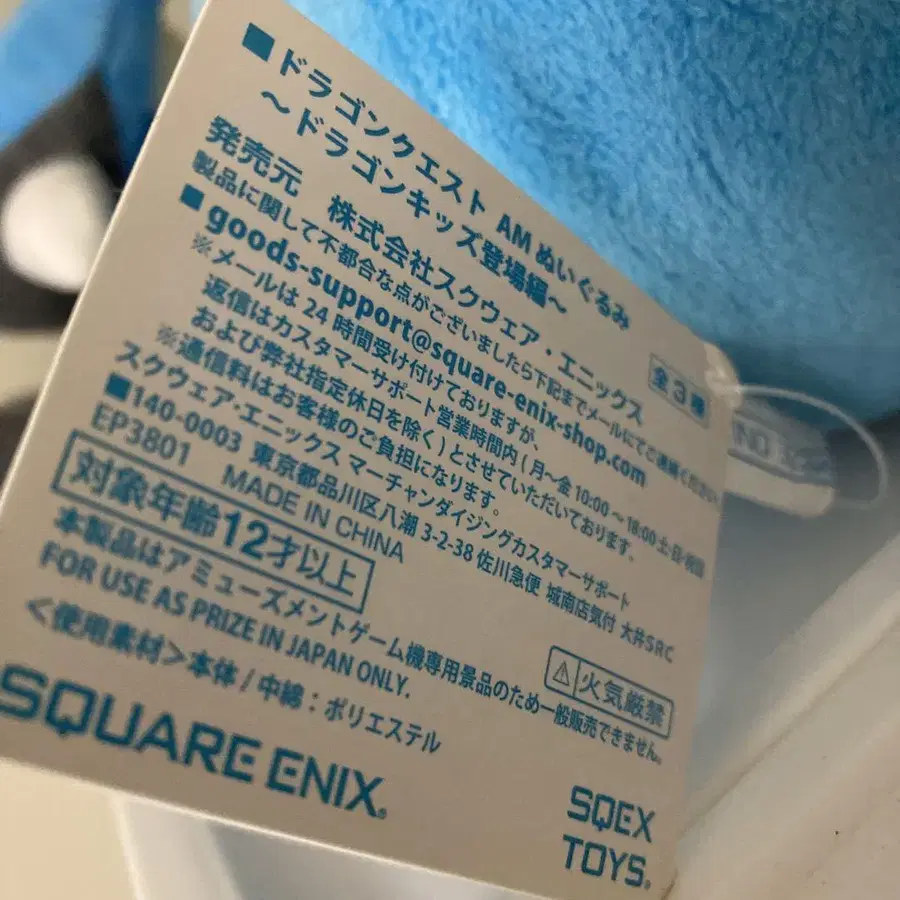 ■ドラゴンクエスト AM ぬいぐるみ
～ドラゴンキッズ登場編～
全3種
発売元 株式会社スクウェア・エニックス
製品に関して不都合な点がございましたら下記までメールにてご連絡ください
■goods-support@square-enix-shop.com
※メールは24時間受け付けておりますが、
返信はカスタマーサポート営業時間内(月～金10:00～18:00 土・日・祝日
および弊社指定休日を除く)とさせていただいております。
※通信料はお客様のご負担になります。
スクウェア・エニックス マーチャンダイジングカスタマーサポート
■140-0003 東京都品川区八潮 3-2-38 佐川急便 城南店気付 大井SRC
EP3801 MADE IN CHINA
対象年齢12才以上
⚠火気厳禁
本製品はアミューズメントゲーム機専用景品のため一般販売できません。
FOR USE AS PRIZE IN JAPAN ONLY.
<使用素材>本体/中綿：ポリエステル
SQUARE ENIX®
SQEX
TOYS®